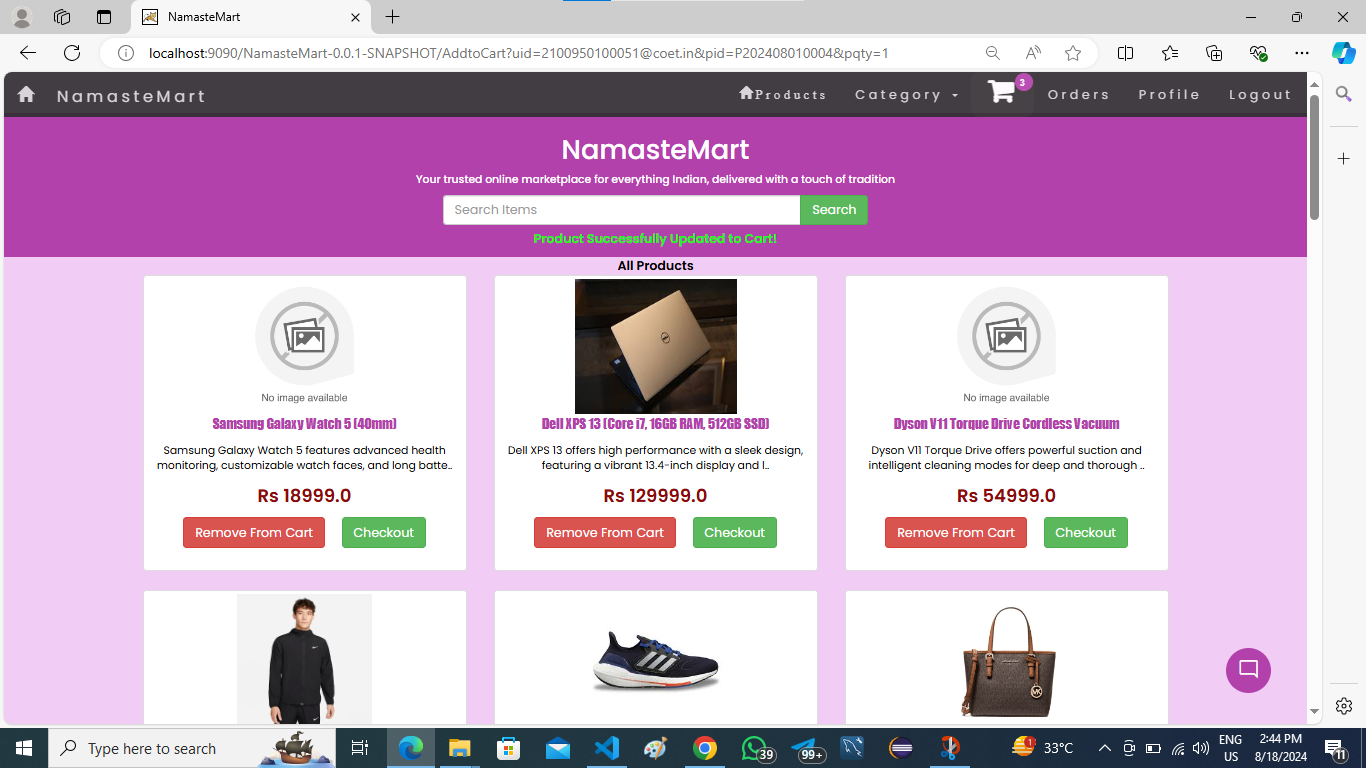 NamasteMart
localhost:9090/NamasteMart-0.0.1-SNAPSHOT/AddtoCart?uid=2100950100051@coet.in&pid=P20240801000​4&pqty=1
NamasteMart
Products
Category
3
Orders
Profile
Logout
NamasteMart
Your trusted online marketplace for everything Indian, delivered with a touch of tradition
Search Items
Search
Product Successfully Updated to Cart!
All Products
No image available
Samsung Galaxy Watch 5 (40mm)
Samsung Galaxy Watch 5 features advanced health
monitoring, customizable watch faces, and long batte..
Rs 18999.0
Remove From Cart
Checkout
Dell XPS 13 (Core i7, 16GB RAM, 512GB SSD)
Dell XPS 13 offers high performance with a sleek design,
featuring a vibrant 13.4-inch display and l..
Rs 129999.0
Remove From Cart
Checkout
No image available
Dyson V11 Torque Drive Cordless Vacuum
Dyson V11 Torque Drive offers powerful suction and
intelligent cleaning modes for deep and thorough ..
Rs 54999.0
Remove From Cart
Checkout
MK
Type here to search
39
99+
1
33°C
ENG
US
2:44 PM
8/18/2024
11